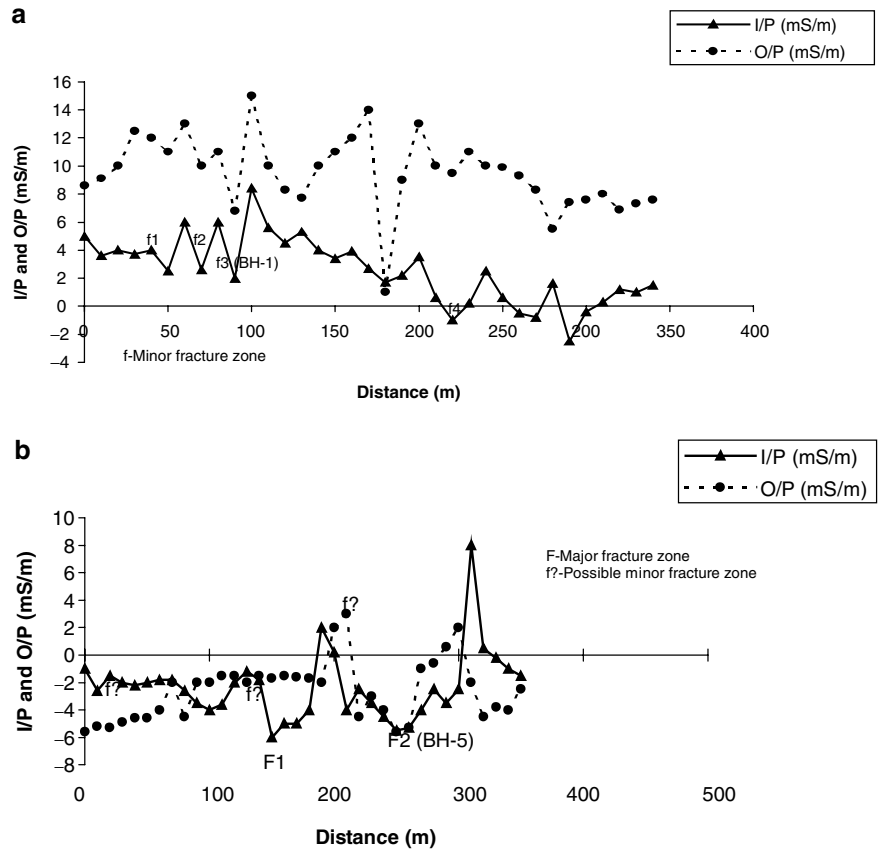 a
I/P (mS/m)
O/P (mS/m)
16
14
12
10
8
6
4
2
0
−2
−4
I/P and O/P (mS/m)
f1
f2
f3 (BH-1)
f4
0 50 100 150 200 250 300 200 350 400
f-Minor fracture zone
Distance (m)
b
I/P (mS/m)
O/P (mS/m)
10
8
6
4
2
0
−2
−4
−6
−8
I/P and O/P (mS/m)
F-Major fracture zone
f?-Possible minor fracture zone
f?
f?
f?
F1
F2 (BH-5)
0 100 200 300 400 500
Distance (m)